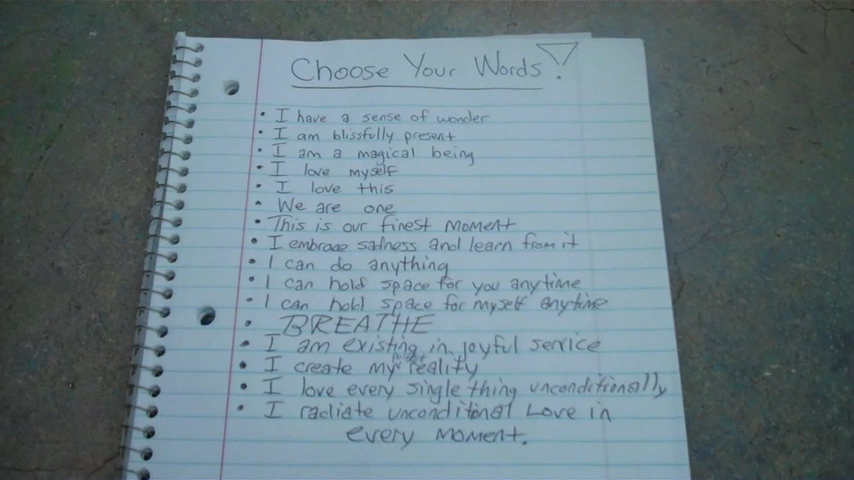 Choose Your Words!
• I have a sense of wonder
• I am blissfully present
• I am a magical being
• I love myself
• I love this
• We are one
• This is our finest moment
• I embrace sadness and learn from it
• I can do anything
• I can hold space for you anytime
• I can hold space for myself anytime
• BREATHE
• I am existing in joyful service
• I create my reality
• I love every single thing unconditionally
• I radiate unconditional Love in
every moment.